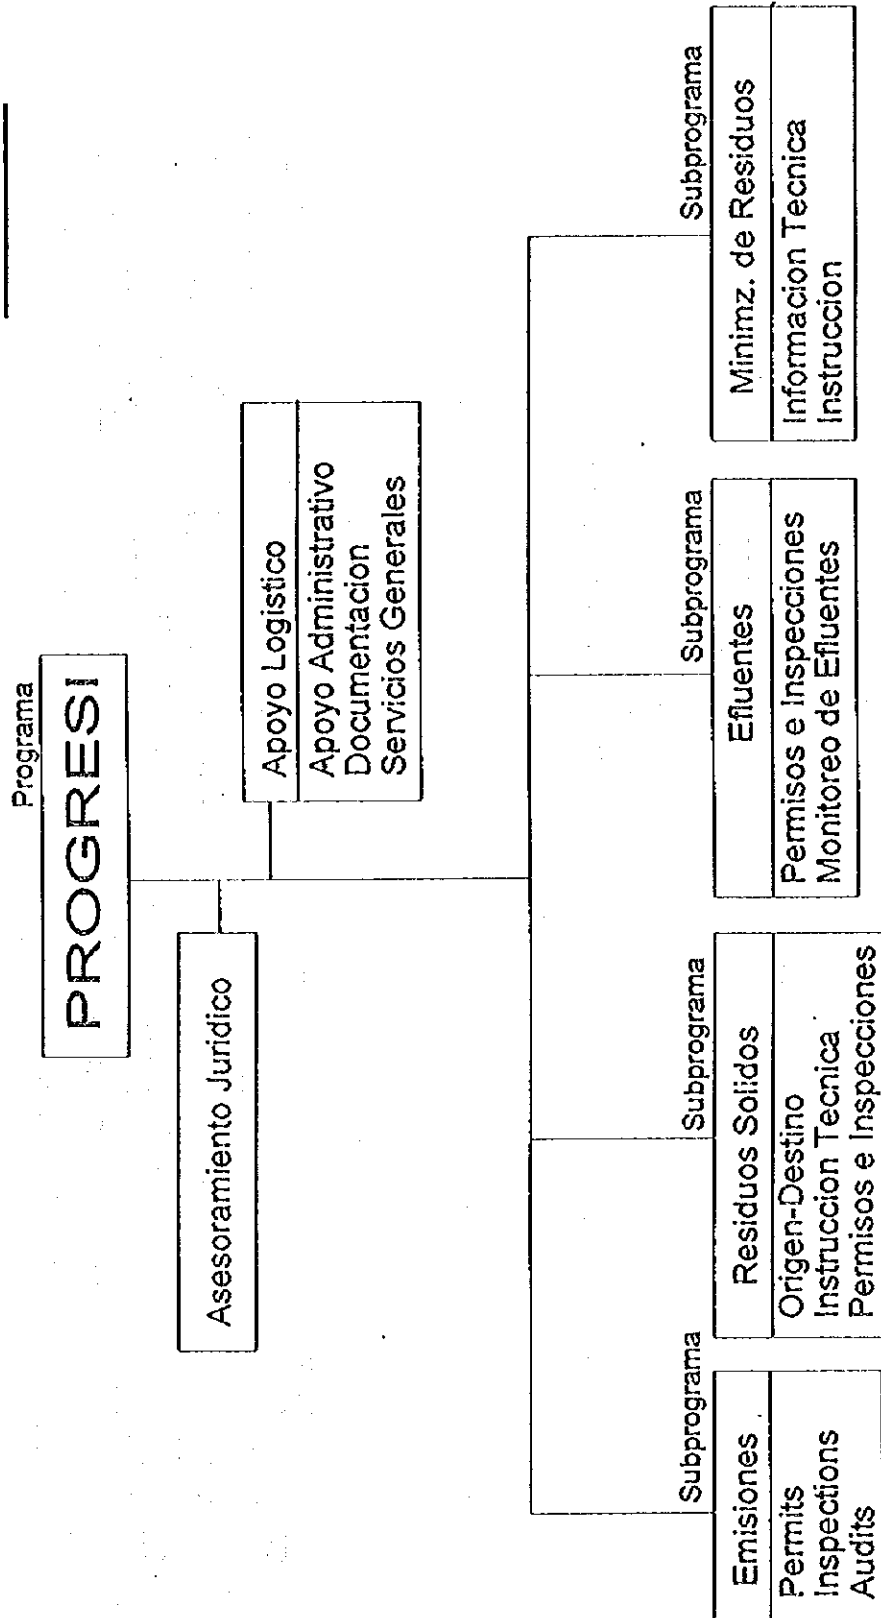 Programa
PROGRESI
Asesoramiento Juridico
Apoyo Logistico
Apoyo Administrativo
Documentacion
Servicios Generales
Subprograma
Emisiones
Permits
Inspections
Audits
Subprograma
Residuos Solidos
Origen-Destino
Instruccion Tecnica
Permisos e Inspecciones
Subprograma
Efluentes
Permisos e Inspecciones
Monitoreo de Efluentes
Subprograma
Minimz. de Residuos
Informacion Tecnica
Instruccion